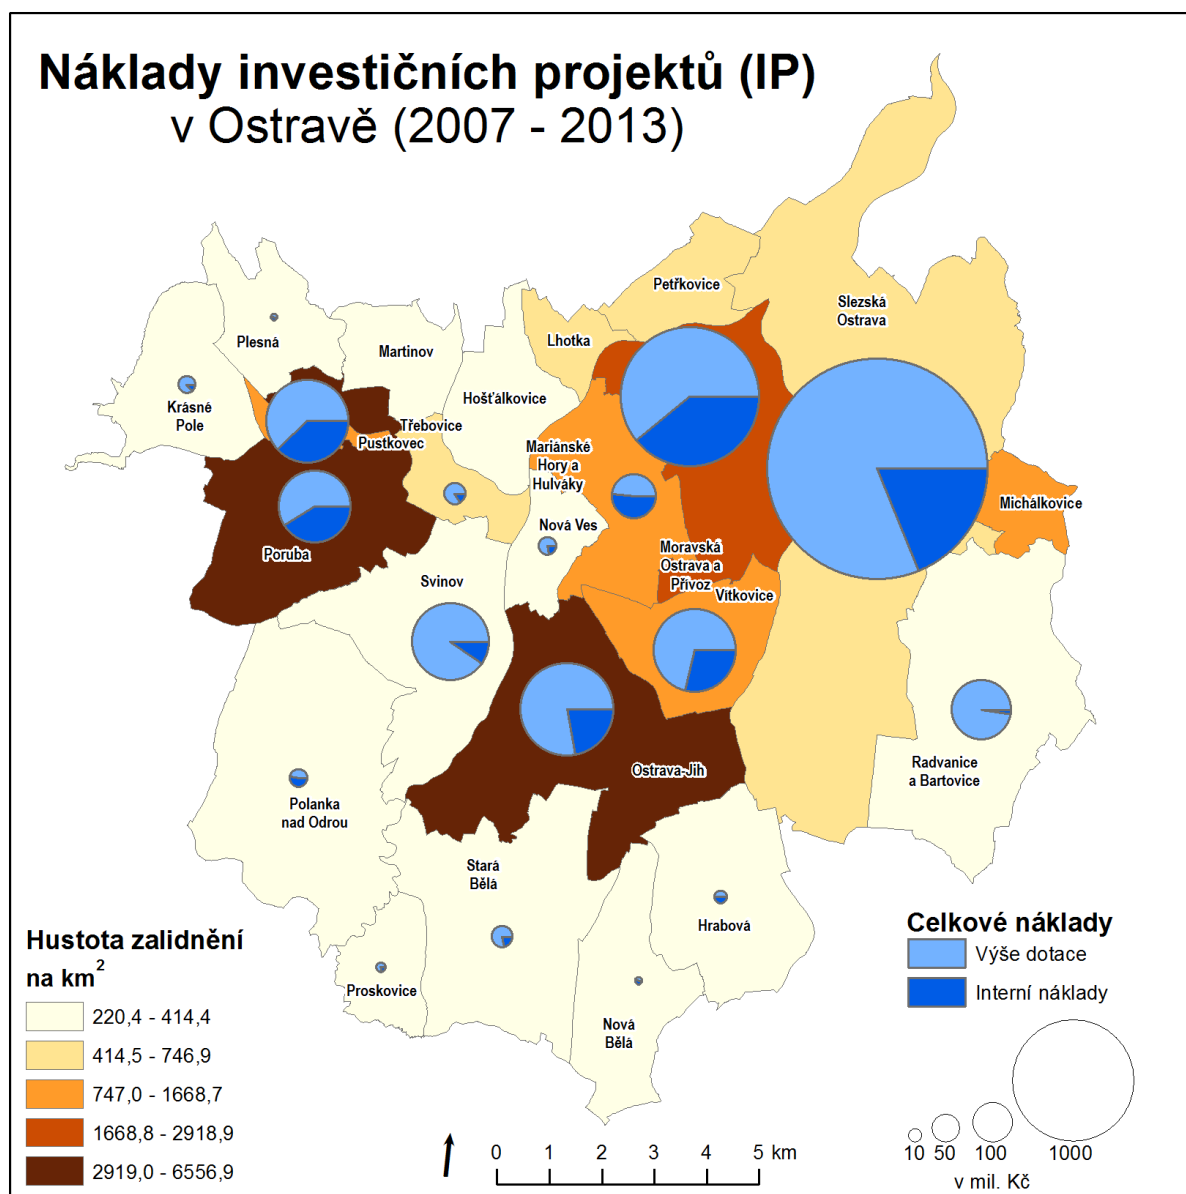 Náklady investičních projektů (IP)
v Ostravě (2007 - 2013)
Petřkovice
Slezská
Ostrava
Plesná
Martinov
Lhotka
Hošťálkovice
Krásné
Pole
Třebovice
Pustkovec
Mariánské
Hory a
Hulváky
Michálkovice
Nová Ves
Poruba
Moravská
Ostrava a
Přívoz
Vítkovice
Svinov
Ostrava-Jih
Radvanice
a Bartovice
Polanka
nad Odrou
Stará
Bělá
Hrabová
Proskovice
Nová
Bělá
Hustota zalidnění
na km²
220,4 - 414,4
414,5 - 746,9
747,0 - 1668,7
1668,8 - 2918,9
2919,0 - 6556,9
0 1 2 3 4 5 km
Celkové náklady
Výše dotace
Interní náklady
10 50 100 1000
v mil. Kč